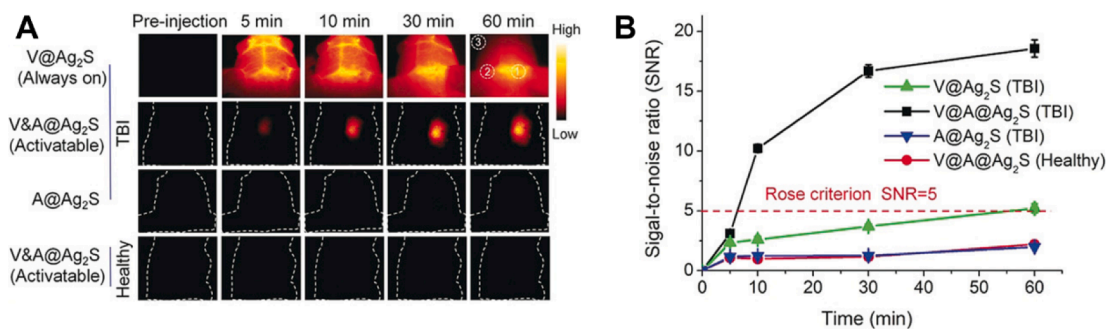 A
Pre-injection 5 min 10 min 30 min 60 min
V@Ag₂S
(Always on)
V&A@Ag₂S
(Activatable)
A@Ag₂S
V&A@Ag₂S
(Activatable)
TBI
Healthy
3
2
1
High
Low
B
Sigal-to-noise ratio (SNR)
20
15
10
5
0
V@Ag₂S (TBI)
V@A@Ag₂S (TBI)
A@Ag₂S (TBI)
V@A@Ag₂S (Healthy)
Rose criterion SNR=5
0 10 20 30 40 50 60
Time (min)